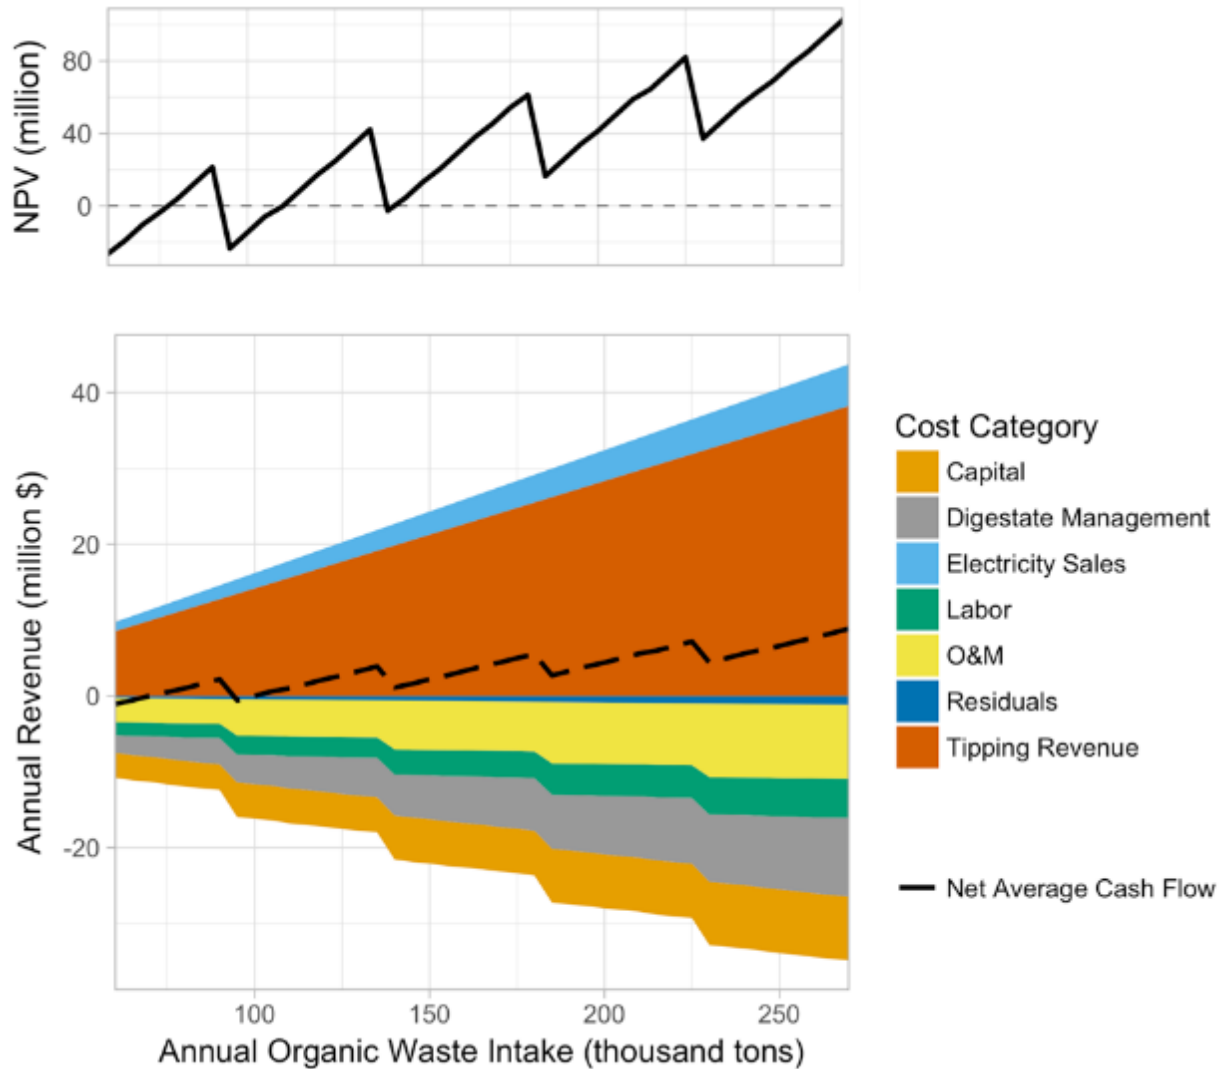 NPV (million)
80
40
0
Annual Revenue (million $)
40
20
0
-20
100 150 200 250
Annual Organic Waste Intake (thousand tons)
Cost Category
Capital
Digestate Management
Electricity Sales
Labor
O&M
Residuals
Tipping Revenue
Net Average Cash Flow